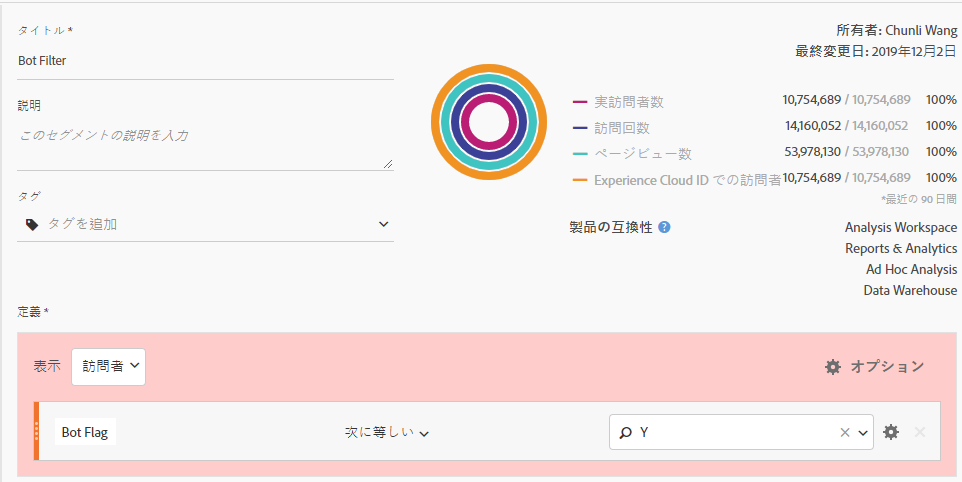 タイトル *
Bot Filter
説明
このセグメントの説明を入力
タグ
タグを追加
所有者: Chunli Wang
最終変更日: 2019年12月2日
実訪問者数 10,754,689 / 10,754,689 100%
訪問回数 14,160,052 / 14,160,052 100%
ページビュー数 53,978,130 / 53,978,130 100%
Experience Cloud ID での訪問者 10,754,689 / 10,754,689 100%
*最近の 90 日間
製品の互換性 ? Analysis Workspace
Reports & Analytics
Ad Hoc Analysis
Data Warehouse
定義 *
表示 訪問者 オプション
Bot Flag 次に等しい Y